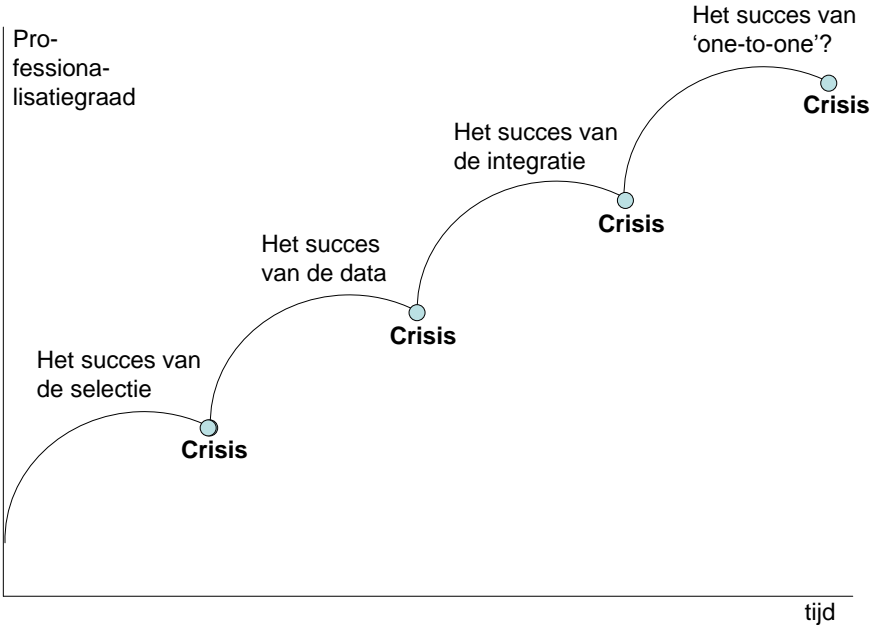 Het succes van
‘one-to-one’?
Pro-
fessiona-
lisatiegraad
Crisis
Het succes van
de integratie
Crisis
Het succes
van de data
Crisis
Het succes van
de selectie
Crisis
tijd